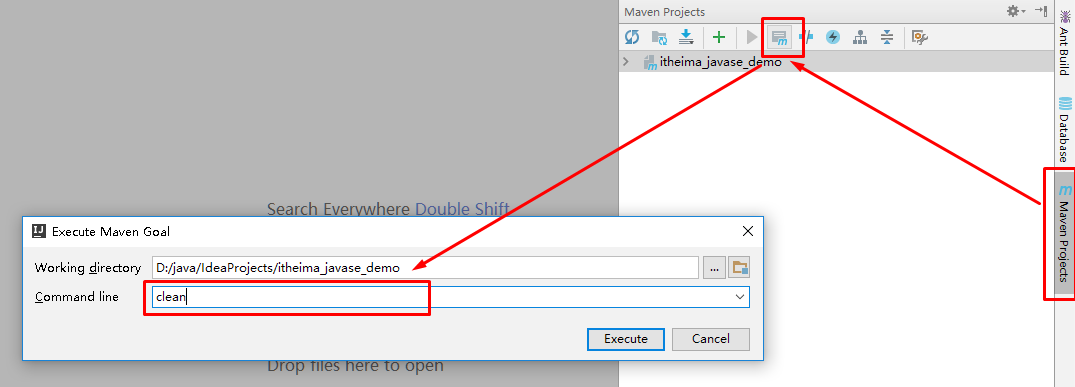 Maven Projects
itheima_javase_demo
Ant Build
Database
Maven Projects
Search Everywhere Double Shift
Execute Maven Goal
Working directory D:/java/IdeaProjects/itheima_javase_demo ...
Command line clean
Execute Cancel
Drop files here to open